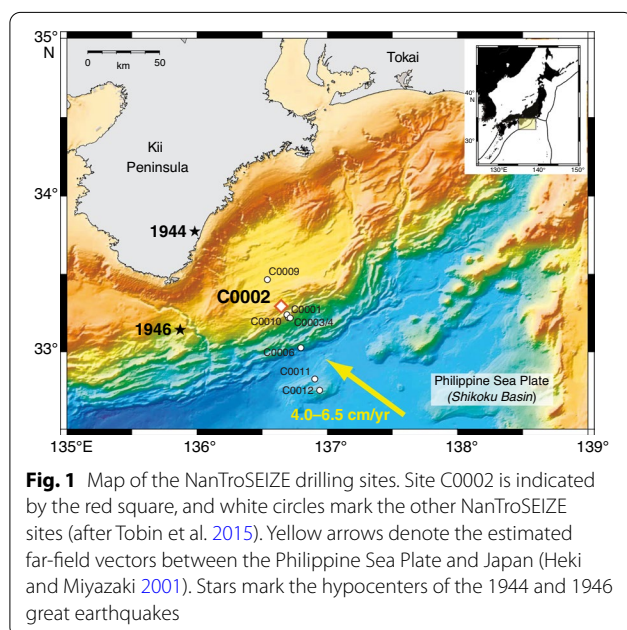 35°
N
0 50
km
Tokai
40°
N
30°
130°E 140° 150°
Kii
Peninsula
34°
1944
C0009
C0002
C0001
C0010
C0003/4
1946
33°
C0006
C0011
C0012
Philippine Sea Plate
(Shikoku Basin)
4.0–6.5 cm/yr
135°E 136° 137° 138° 139°
Fig. 1 Map of the NanTroSEIZE drilling sites. Site C0002 is indicated
by the red square, and white circles mark the other NanTroSEIZE
sites (after Tobin et al. 2015). Yellow arrows denote the estimated
far-field vectors between the Philippine Sea Plate and Japan (Heki
and Miyazaki 2001). Stars mark the hypocenters of the 1944 and 1946
great earthquakes